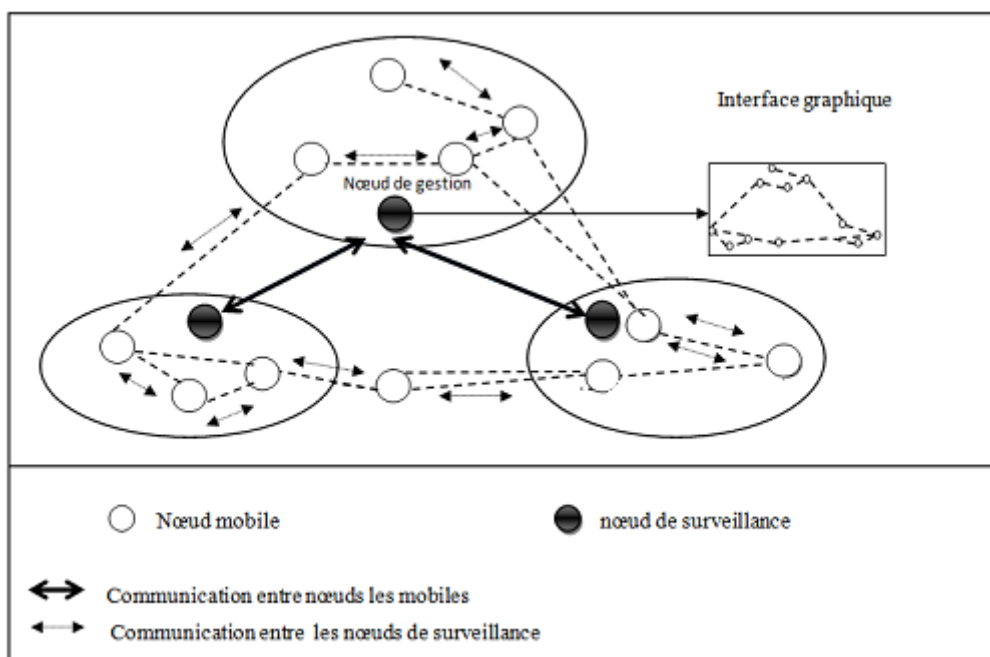 Interface graphique
Nœud de gestion
Nœud mobile
nœud de surveillance
Communication entre nœuds les mobiles
Communication entre les nœuds de surveillance